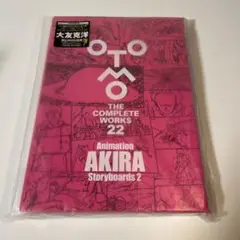 大友克洋
OTOMO
THE
COMPLETE
WORKS
22
Animation
AKIRA
Storyboards 2